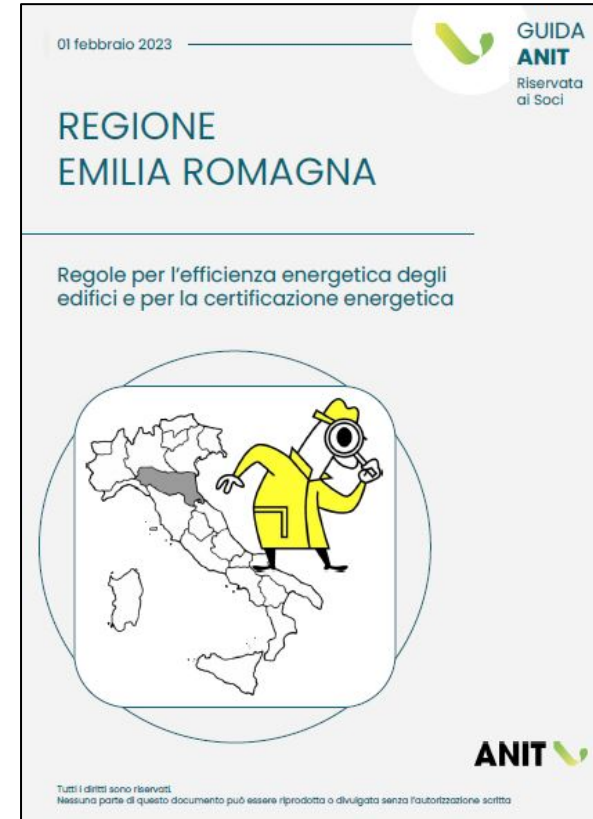 01 febbraio 2023
GUIDA
ANIT
Riservata
ai Soci
REGIONE
EMILIA ROMAGNA
Regole per l'efficienza energetica degli
edifici e per la certificazione energetica
ANIT
Tutti i diritti sono riservati.
Nessuna parte di questo documento può essere riprodotta o divulgata senza l'autorizzazione scritta